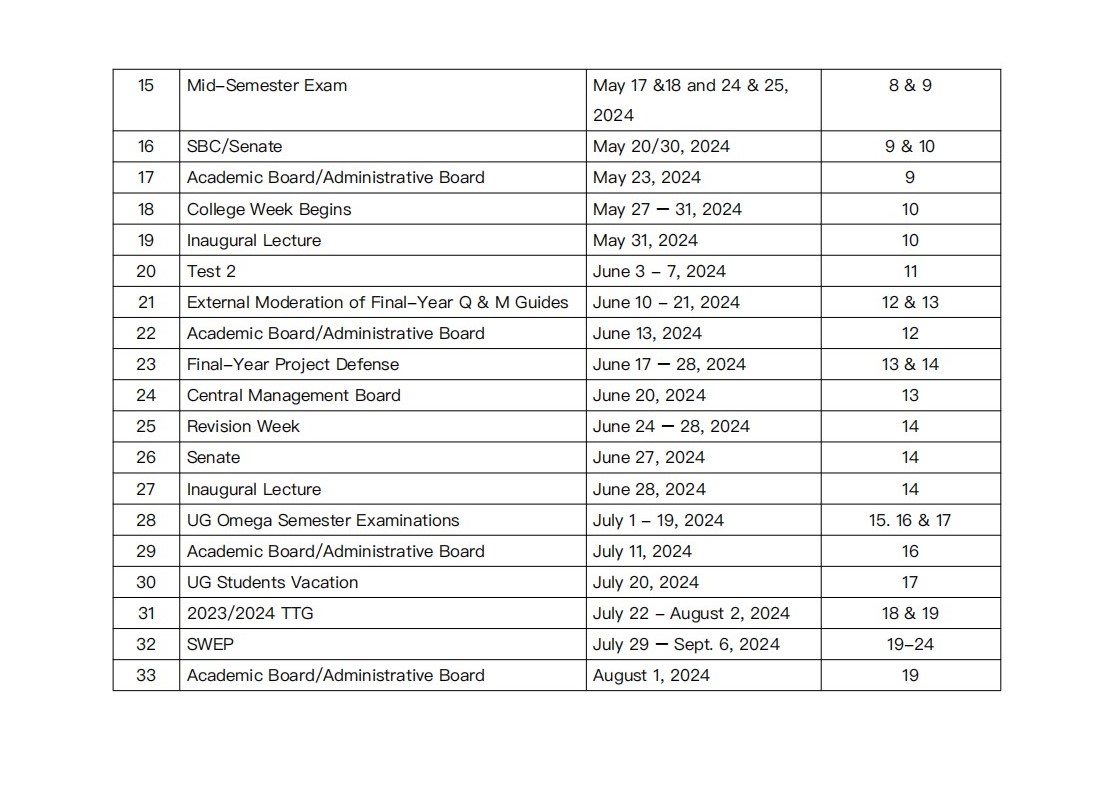 15 Mid-Semester Exam May 17 &18 and 24 & 25, 8 & 9
2024
16 SBC/Senate May 20/30, 2024 9 & 10
17 Academic Board/Administrative Board May 23, 2024 9
18 College Week Begins May 27 – 31, 2024 10
19 Inaugural Lecture May 31, 2024 10
20 Test 2 June 3 - 7, 2024 11
21 External Moderation of Final-Year Q & M Guides June 10 - 21, 2024 12 & 13
22 Academic Board/Administrative Board June 13, 2024 12
23 Final-Year Project Defense June 17 – 28, 2024 13 & 14
24 Central Management Board June 20, 2024 13
25 Revision Week June 24 – 28, 2024 14
26 Senate June 27, 2024 14
27 Inaugural Lecture June 28, 2024 14
28 UG Omega Semester Examinations July 1 - 19, 2024 15. 16 & 17
29 Academic Board/Administrative Board July 11, 2024 16
30 UG Students Vacation July 20, 2024 17
31 2023/2024 TTG July 22 - August 2, 2024 18 & 19
32 SWEP July 29 – Sept. 6, 2024 19-24
33 Academic Board/Administrative Board August 1, 2024 19